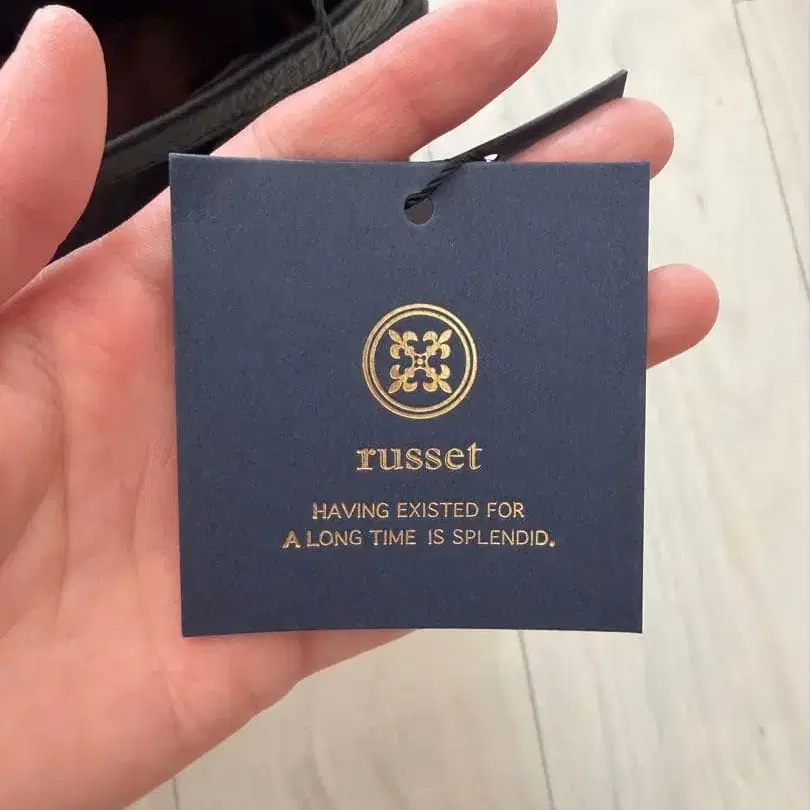 russet
HAVING EXISTED FOR
A LONG TIME IS SPLENDID.